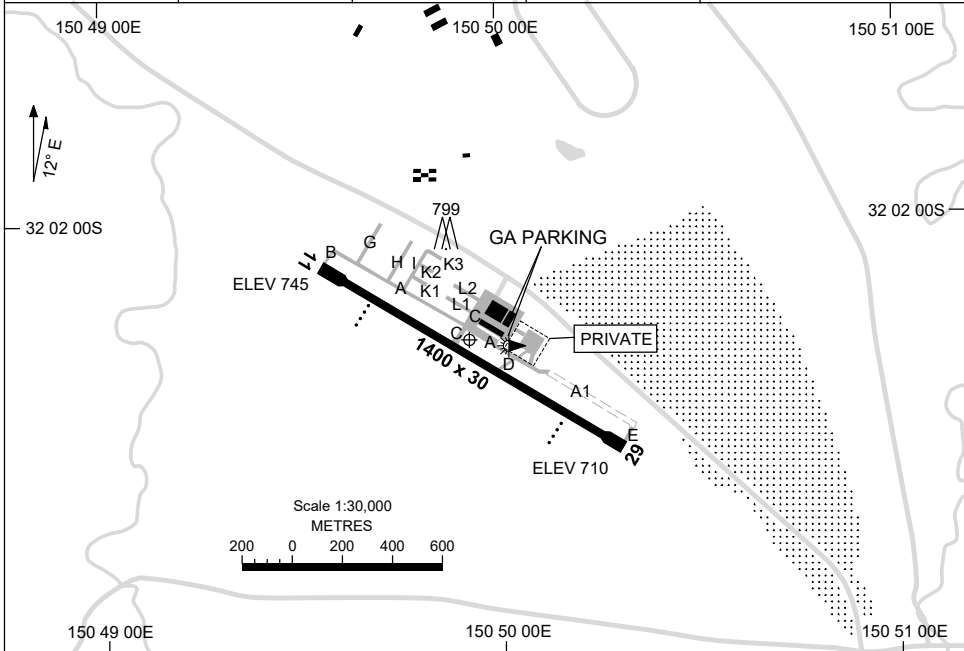 150 49 00E
150 50 00E
150 51 00E
12° E
32 02 00S
32 02 00S
799
GA PARKING
G
B
11
H
I
K3
K2
ELEV 745
A
K1
L2
L1
C
C
A
PRIVATE
D
1400 x 30
A1
E
29
ELEV 710
Scale 1:30,000
METRES
200 0 200 400 600
150 49 00E
150 50 00E
150 51 00E